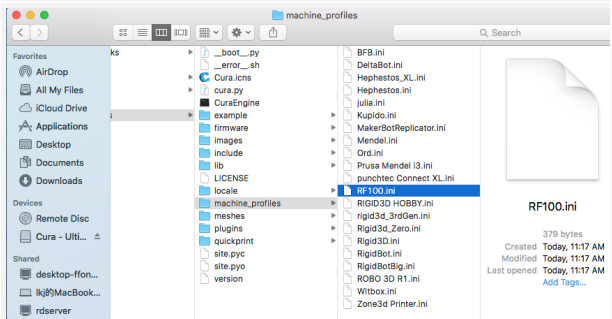 machine_profiles
Search
Favorites
AirDrop
All My Files
iCloud Drive
Applications
Desktop
Documents
Downloads
Devices
Remote Disc
Cura - Ulti...
Shared
desktop-ffon...
lkj的MacBook...
rdserver
ks
s
__boot__.py
__error__.sh
Cura.icns
cura.py
CuraEngine
example
firmware
images
include
lib
LICENSE
locale
machine_profiles
meshes
plugins
quickprint
site.pyc
site.pyo
version
BFB.ini
DeltaBot.ini
Hephestos_XL.ini
Hephestos.ini
julia.ini
Kupido.ini
MakerBotReplicator.ini
Mendel.ini
Ord.ini
Prusa Mendel i3.ini
punchtec Connect XL.ini
RF100.ini
RIGID3D HOBBY.ini
rigid3d_3rdGen.ini
Rigid3d_Zero.ini
Rigid3D.ini
RigidBot.ini
RigidBotBig.ini
ROBO 3D R1.ini
Witbox.ini
Zone3d Printer.ini
RF100.ini
379 bytes
Created Today, 11:17 AM
Modified Today, 11:17 AM
Last opened Today, 11:17 AM
Add Tags...